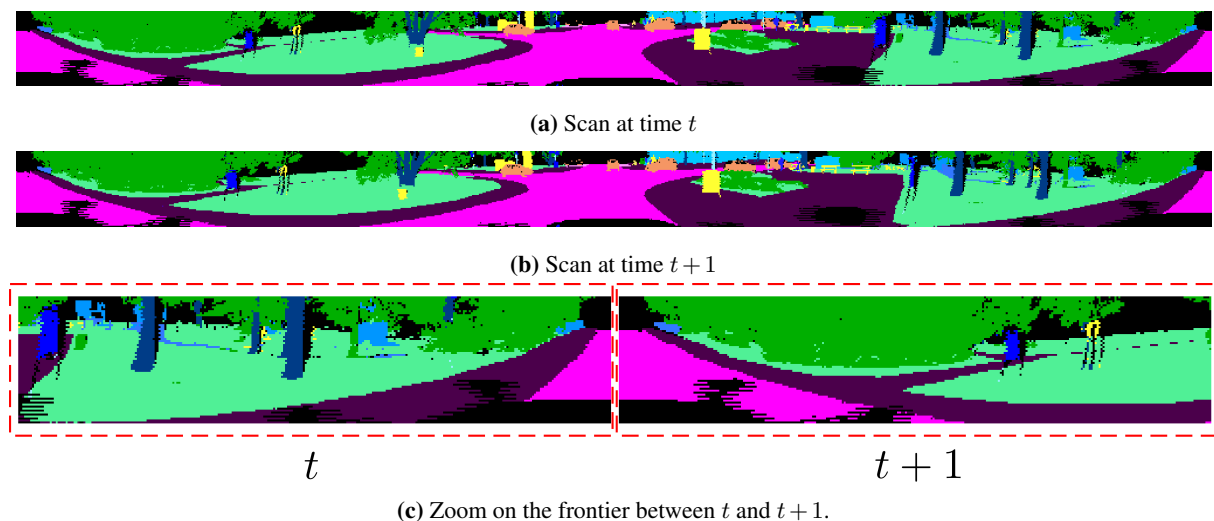 (a) Scan at time t
(b) Scan at time t + 1
t
t + 1
(c) Zoom on the frontier between t and t + 1.